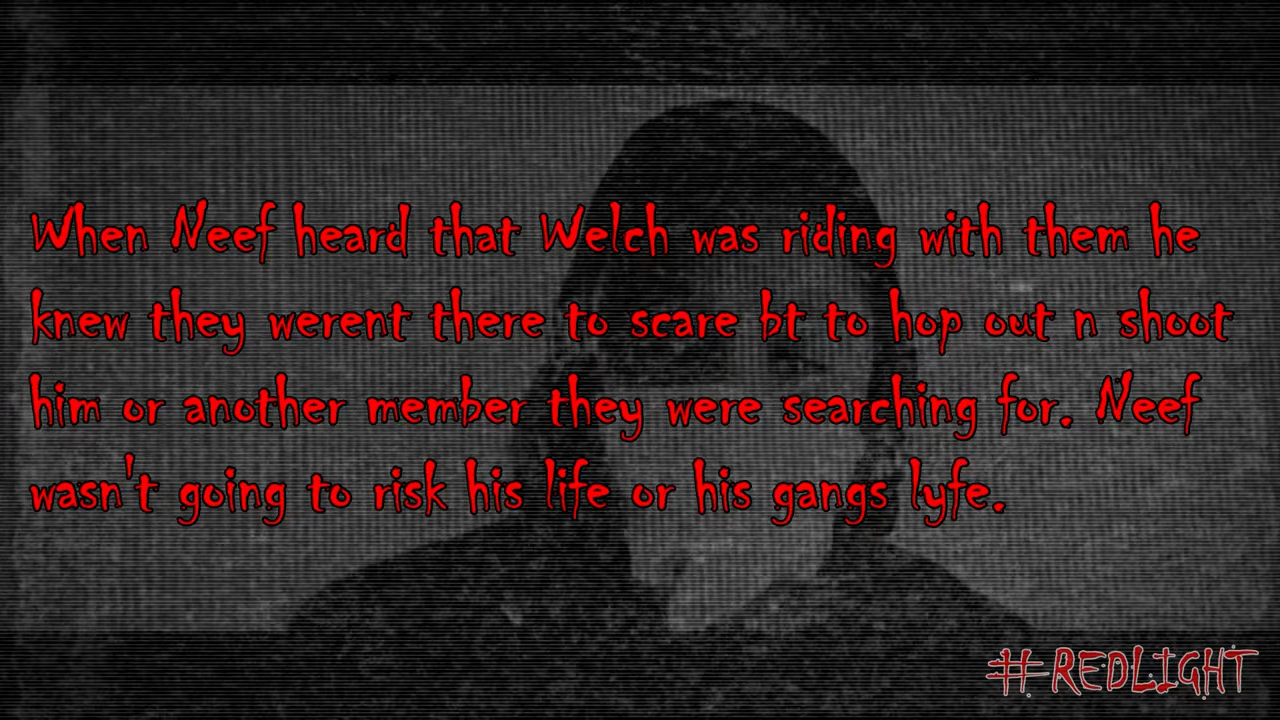 When Neef heard that Welch was riding with them he
knew they werent there to scare bt to hop out n shoot
him or another member they were searching for. Neef
wasn't going to risk his life or his gangs lyfe.
#REDLIGHT